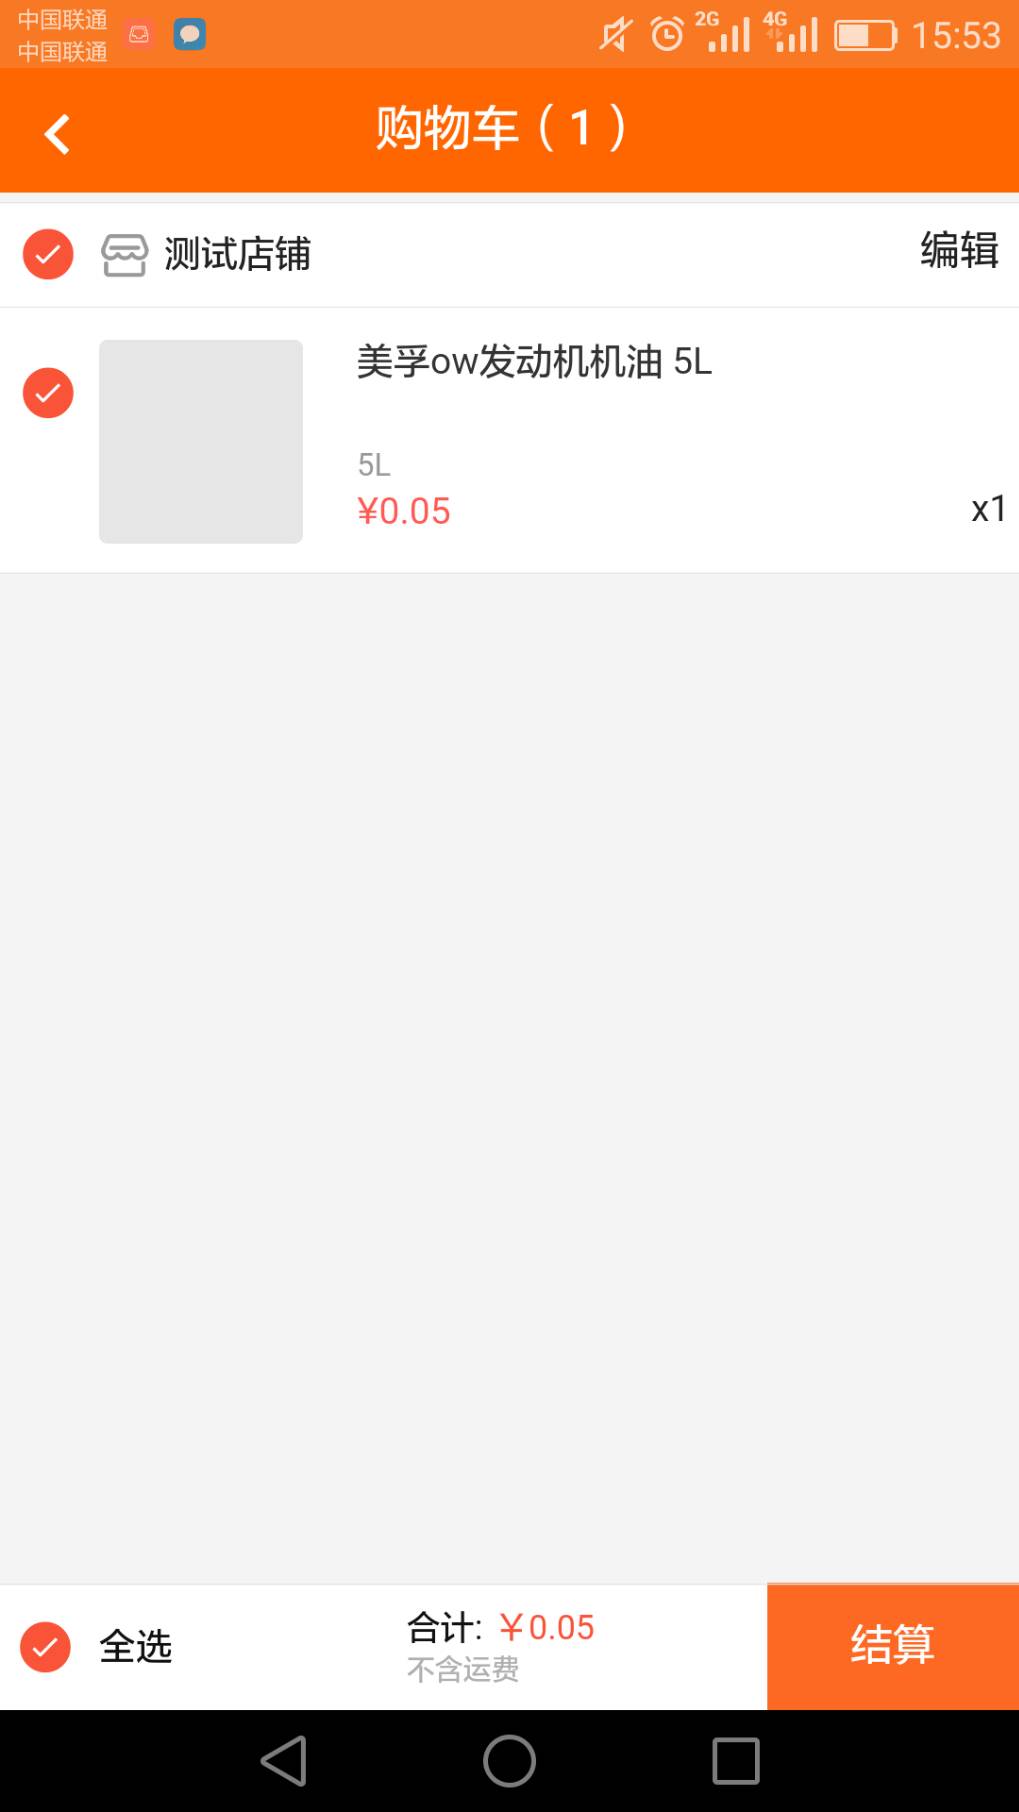 中国联通
中国联通
2G
4G
15:53
购物车（1）
测试店铺
编辑
美孚ow发动机机油 5L
5L
¥0.05
x1
全选
合计: ￥0.05
不含运费
结算